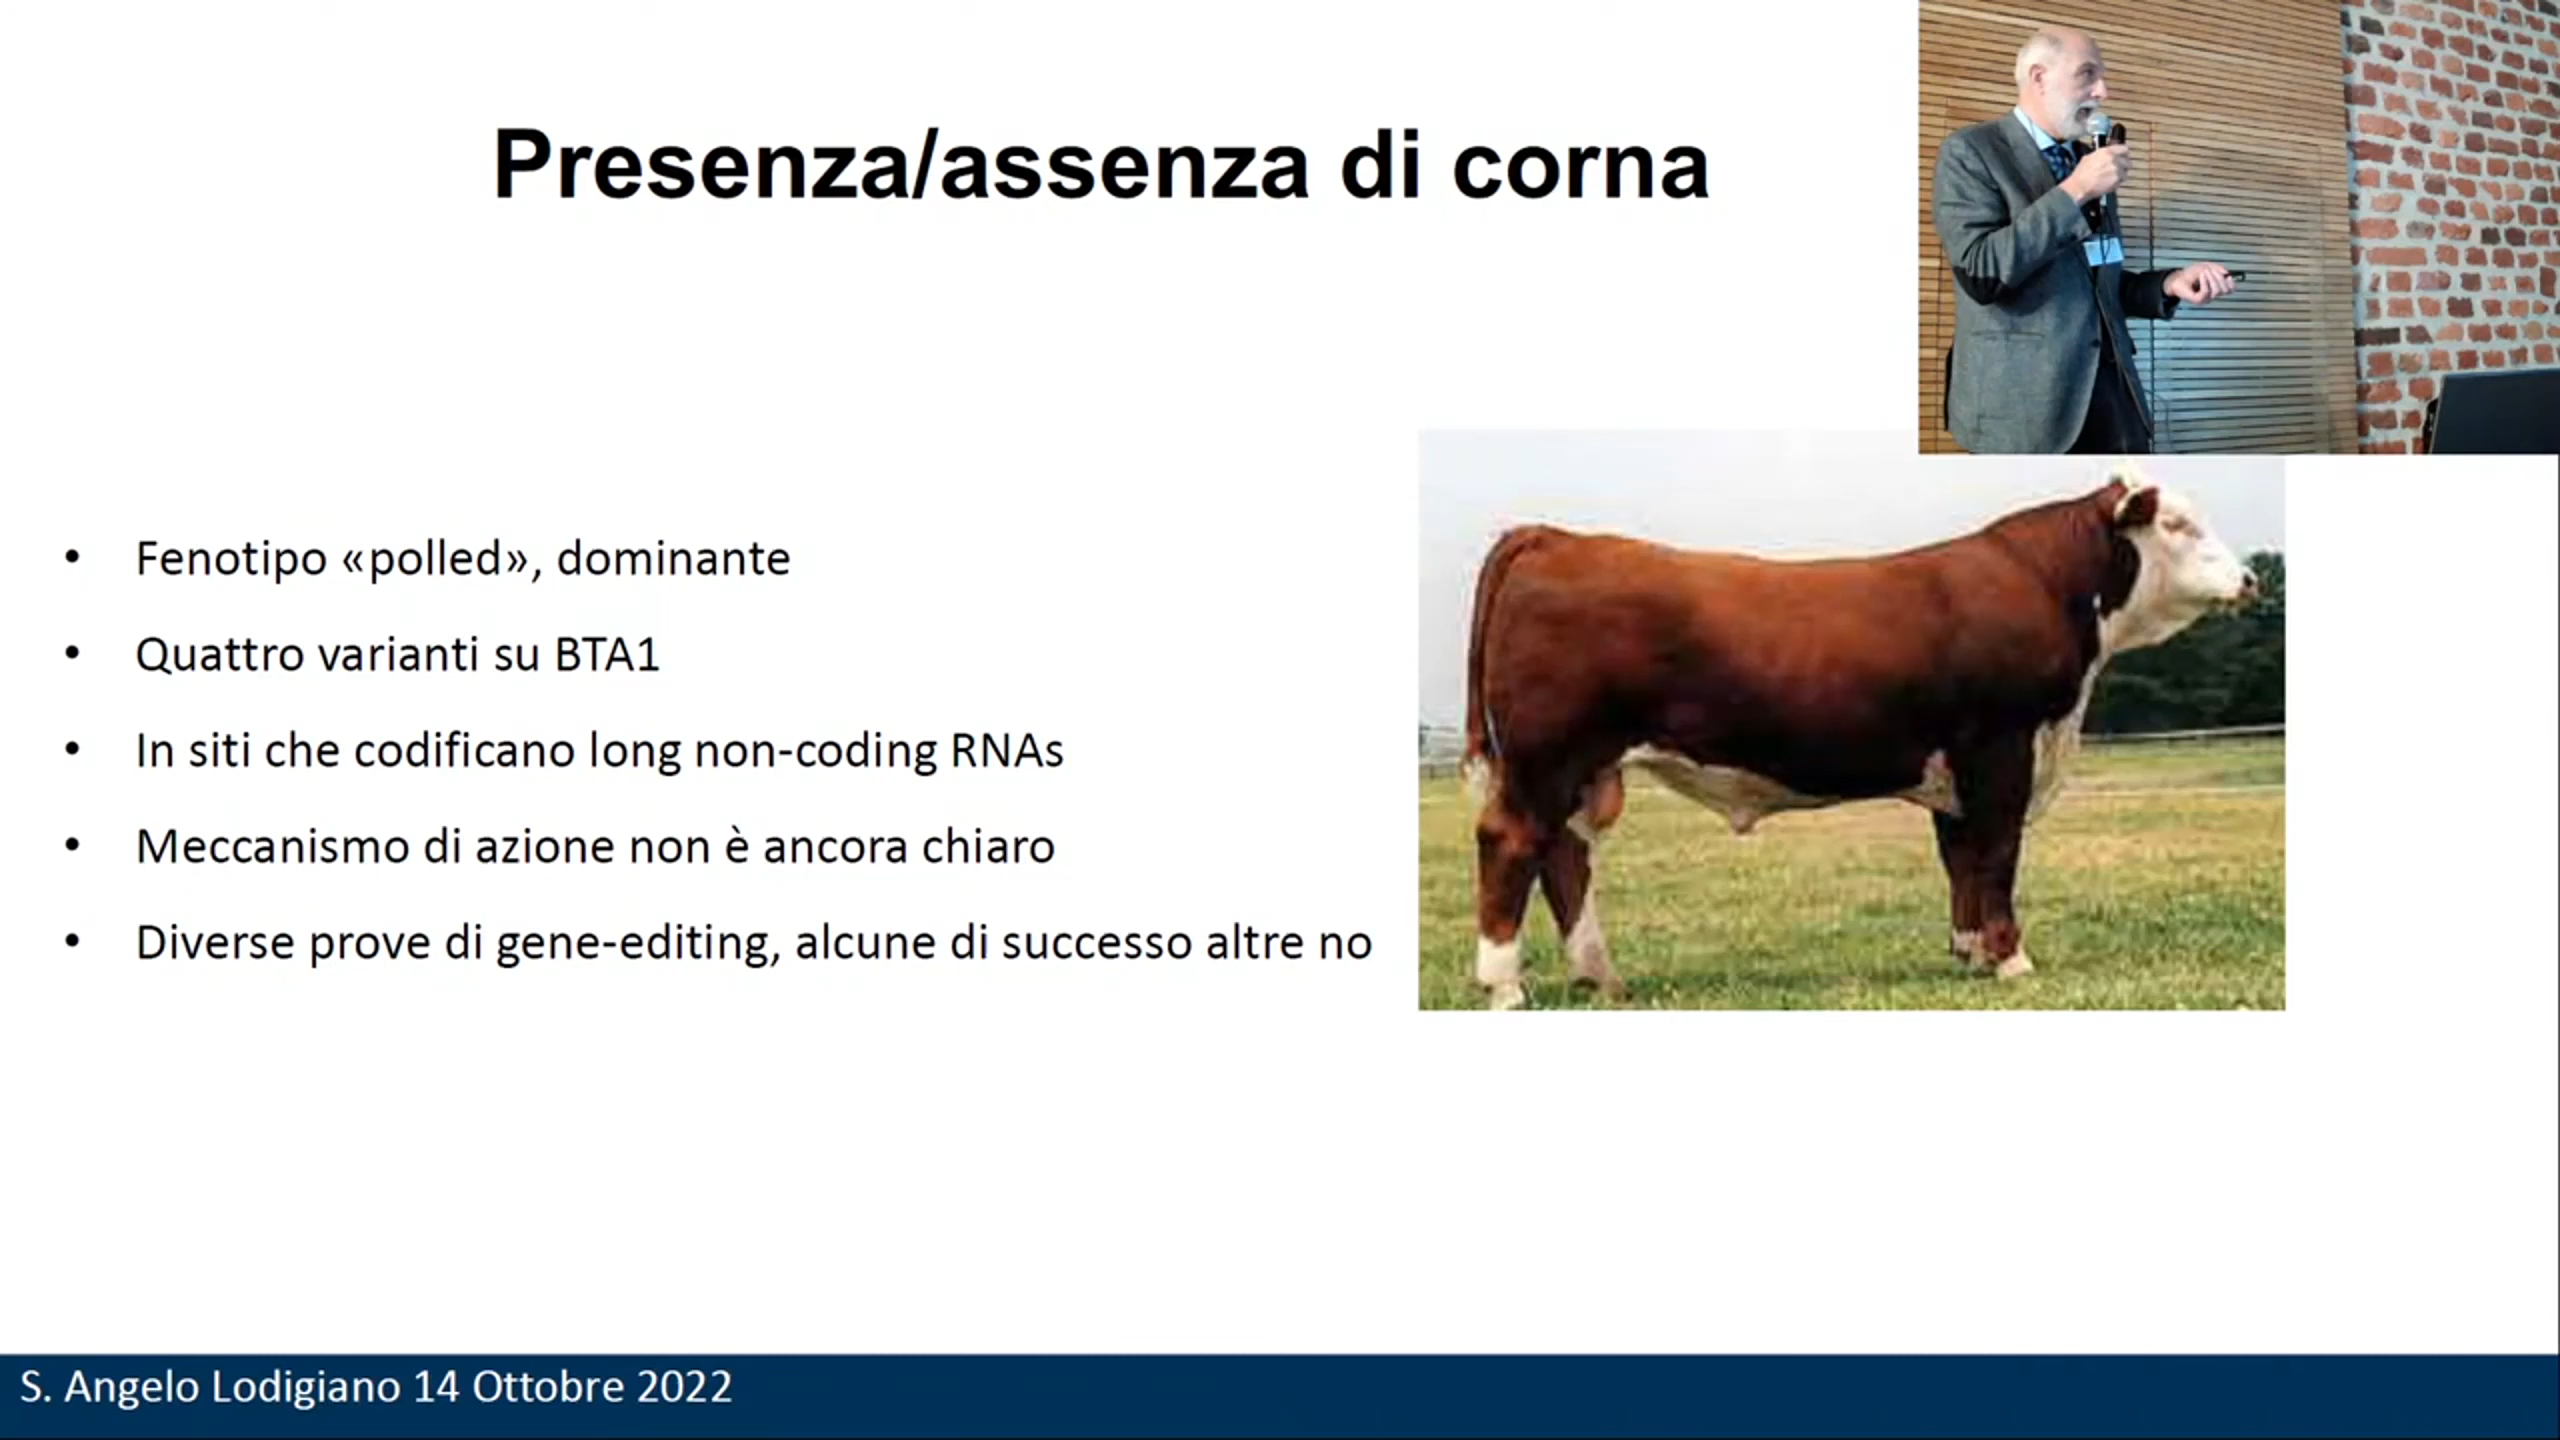 Presenza/assenza di corna
• Fenotipo «polled», dominante
• Quattro varianti su BTA1
• In siti che codificano long non-coding RNAs
• Meccanismo di azione non è ancora chiaro
• Diverse prove di gene-editing, alcune di successo altre no
S. Angelo Lodigiano 14 Ottobre 2022